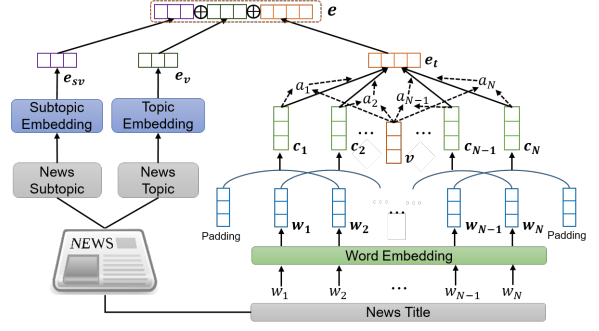 e
e_sv e_v e_t
a_1 a_2 a_{N-1} a_N
Subtopic
Embedding
Topic
Embedding
c_1 c_2 ... v c_{N-1} c_N
News
Subtopic
News
Topic
Padding w_1 w_2 ... w_{N-1} w_N Padding
NEWS
Word Embedding
w_1 w_2 ... w_{N-1} w_N
News Title